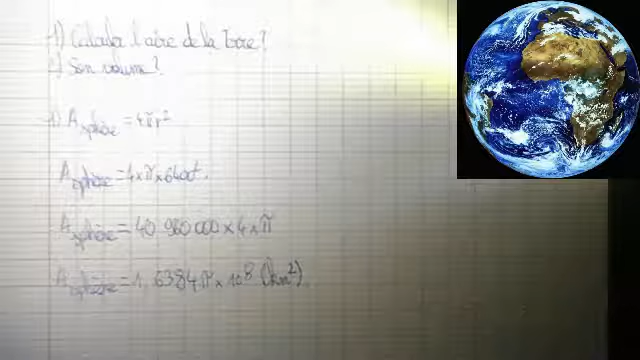 1) Calculer l'aire de la Terre?
2) Son volume?
1) A sphère = 4πr²
A sphère = 4×π×6400².
A sphère = 40 960 000 × 4 × π
A sphère = 1,6384π × 10⁸ (km²).